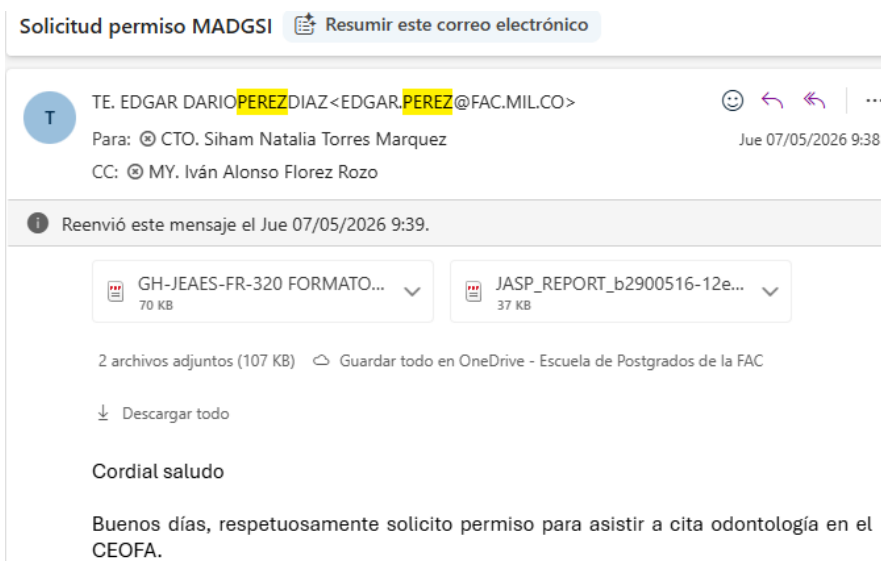 Solicitud permiso MADGSI Resumir este correo electrónico
T
TE. EDGAR DARIOPEREZDIAZ<EDGAR.PEREZ@FAC.MIL.CO>
Para: CTO. Siham Natalia Torres Marquez
Jue 07/05/2026 9:38
CC: MY. Iván Alonso Florez Rozo
Reenvió este mensaje el Jue 07/05/2026 9:39.
GH-JEAES-FR-320 FORMATO...
70 KB
JASP_REPORT_b2900516-12e...
37 KB
2 archivos adjuntos (107 KB) Guardar todo en OneDrive - Escuela de Postgrados de la FAC
Descargar todo
Cordial saludo
Buenos días, respetuosamente solicito permiso para asistir a cita odontología en el
CEOFA.